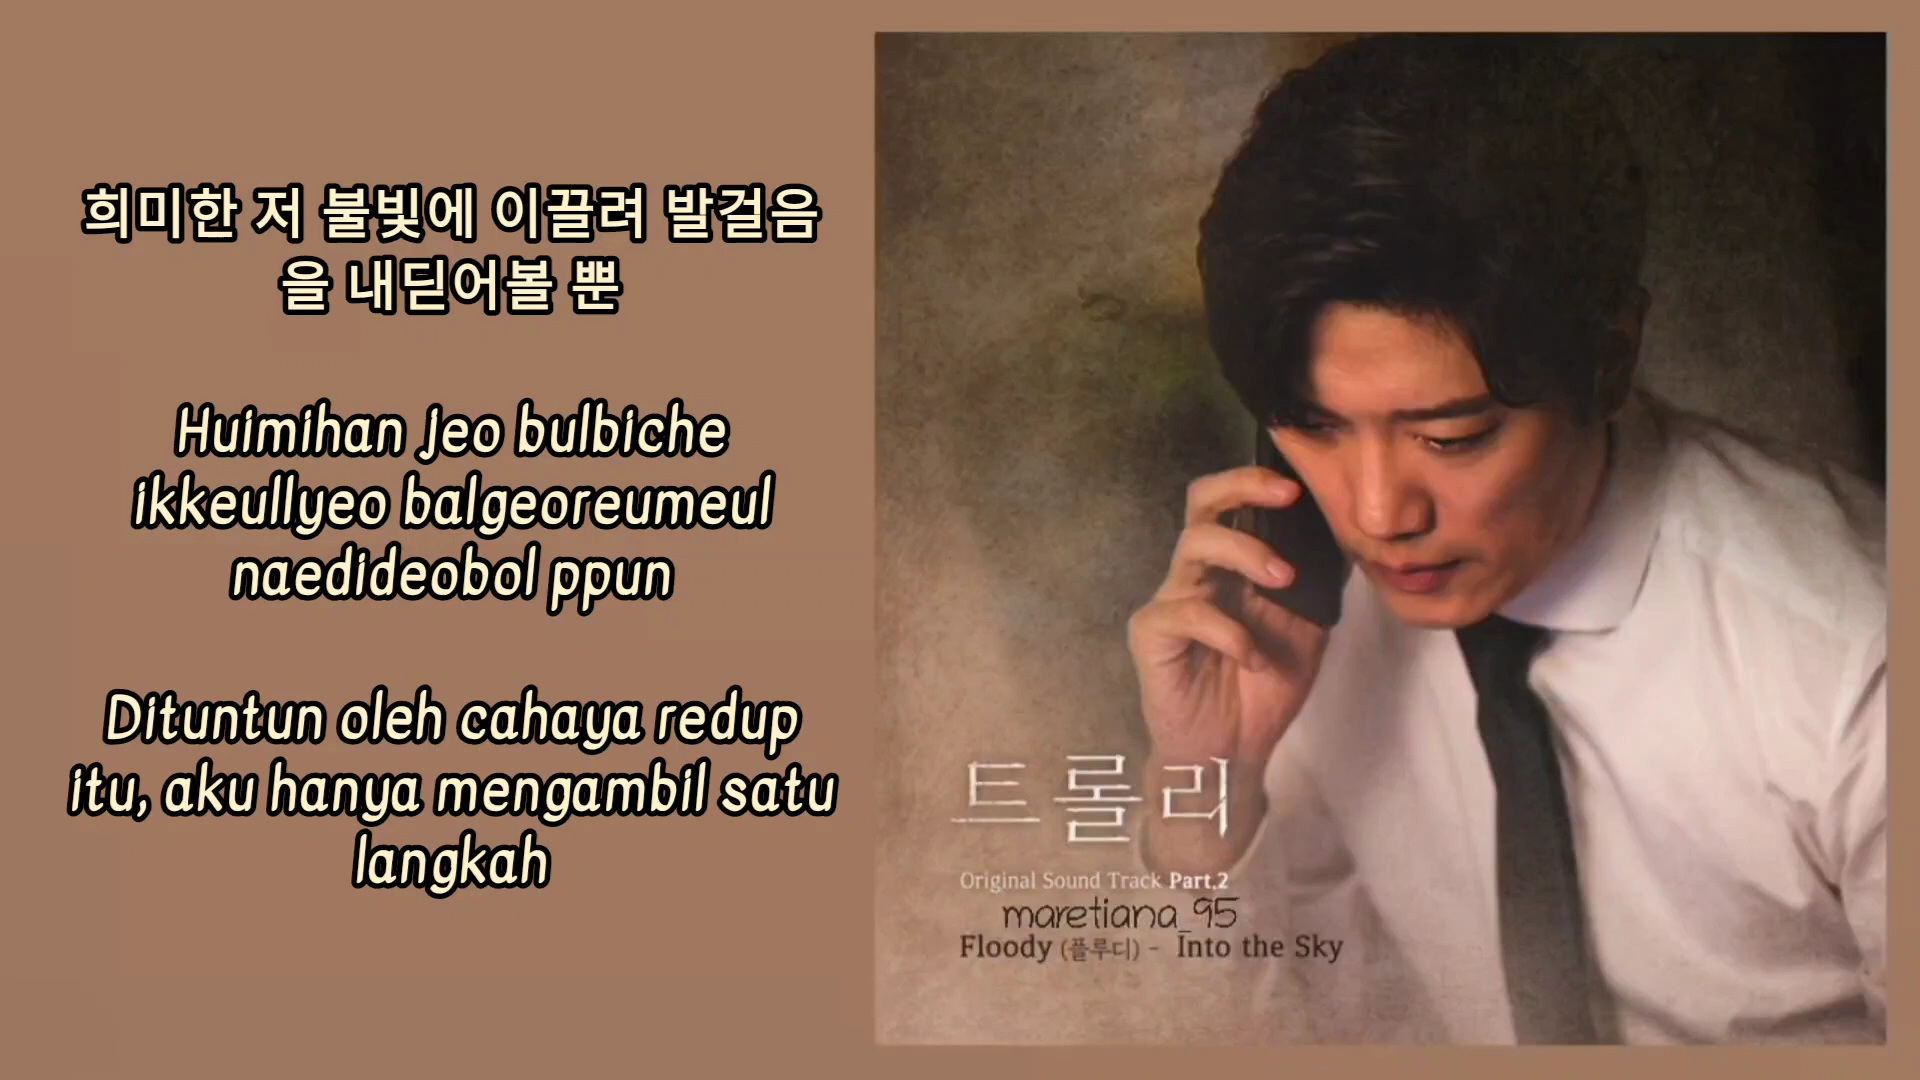 희미한 저 불빛에 이끌려 발걸음
을 내딛어볼 뿐
Huimihan jeo bulbiche
ikkeullyeo balgeoreumeul
naedideobol ppun
Dituntun oleh cahaya redup
itu, aku hanya mengambil satu
langkah
트롤리
Original Sound Track Part.2
maretiana_95
Floody (플루디) - Into the Sky